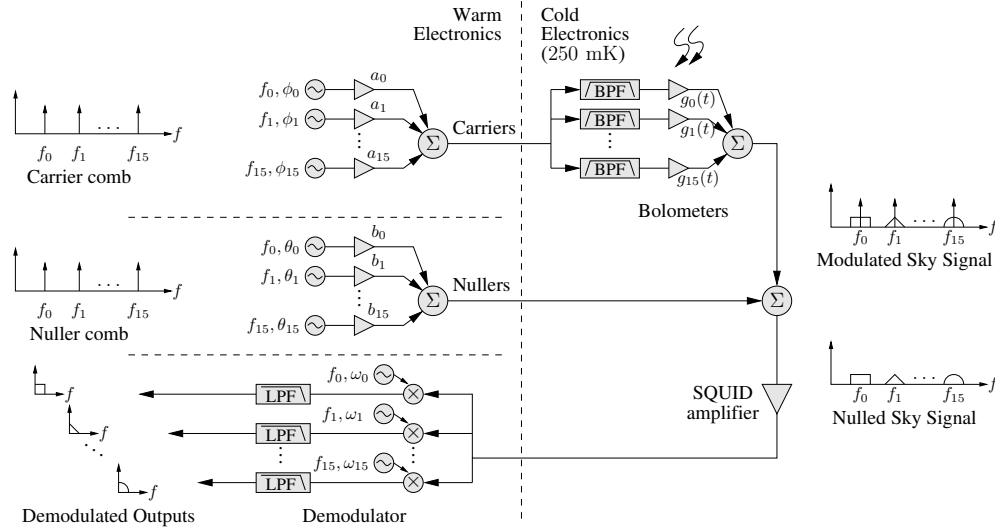 Warm
Electronics
Cold
Electronics
(250 mK)
f
f₀ f₁ f₁₅
Carrier comb
f₀, ϕ₀
a₀
f₁, ϕ₁
a₁
f₁₅, ϕ₁₅
a₁₅
Σ
Carriers
BPF
g₀(t)
BPF
g₁(t)
BPF
g₁₅(t)
Σ
Bolometers
f
f₀ f₁ f₁₅
Modulated Sky Signal
f
f₀ f₁ f₁₅
Nuller comb
f₀, θ₀
b₀
f₁, θ₁
b₁
f₁₅, θ₁₅
b₁₅
Σ
Nullers
Σ
f
f₀ f₁ f₁₅
Nulled Sky Signal
SQUID
amplifier
f
f
f
Demodulated Outputs
f₀, ω₀
LPF
f₁, ω₁
LPF
f₁₅, ω₁₅
LPF
Demodulator